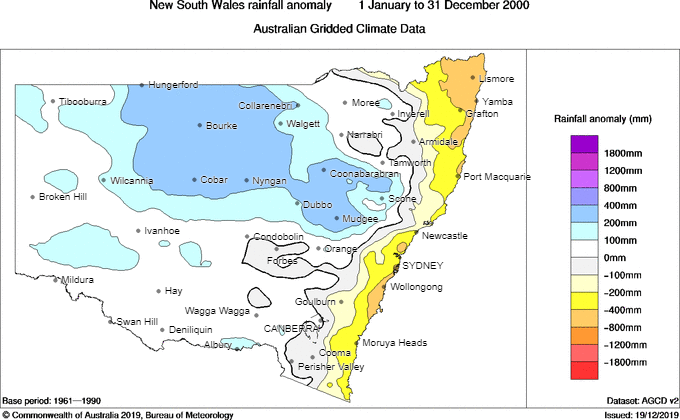 New South Wales rainfall anomaly 1 January to 31 December 2000
Australian Gridded Climate Data
Lismore
Hungerford
Tibooburra
Yamba
Collarenebri
Moree
Grafton
Inverell
Bourke
Walgett
Narrabri
Armidale
Tamworth
Coonabarabran
Port Macquarie
Wilcannia
Cobar
Nyngan
Broken Hill
Scone
Dubbo
Mudgee
Ivanhoe
Condobolin
Newcastle
Orange
Forbes
SYDNEY
Mildura
Wollongong
Hay
Goulburn
Wagga Wagga
Swan Hill
Deniliquin
CANBERRA
Albury
Moruya Heads
Cooma
Perisher Valley
Rainfall anomaly (mm)
1800mm
1200mm
800mm
400mm
200mm
100mm
0mm
−100mm
−200mm
−400mm
−800mm
−1200mm
−1800mm
Base period: 1961—1990
Dataset: AGCD v2
© Commonwealth of Australia 2019, Bureau of Meteorology
Issued: 19/12/2019